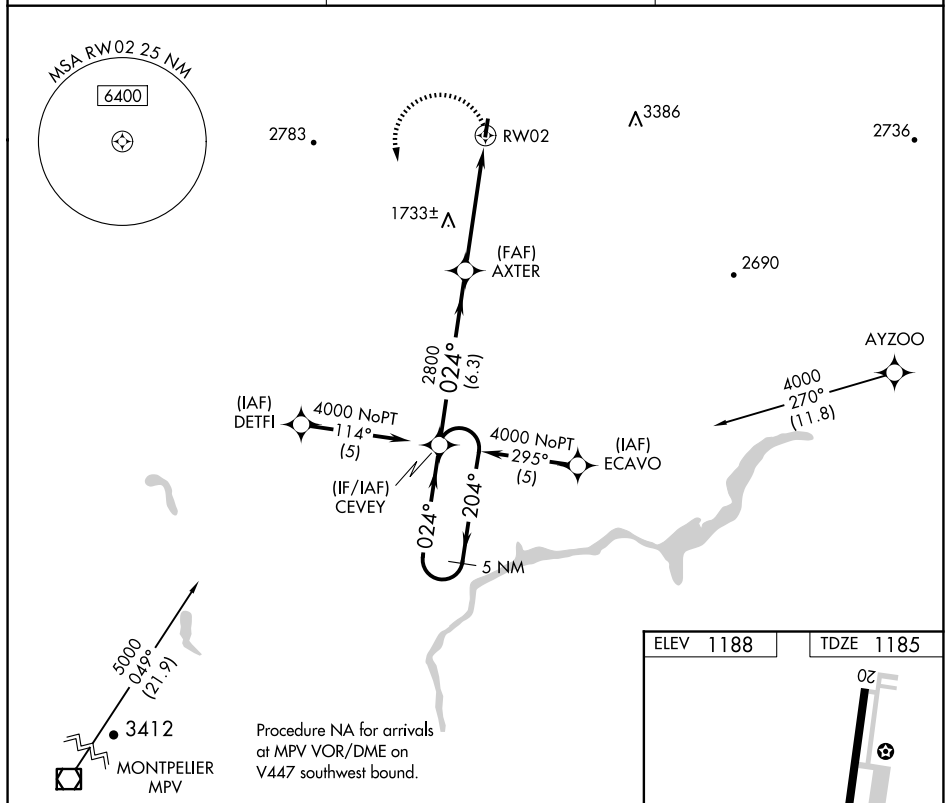 MSA RW02 25 NM
6400
2783
RW02
3386
2736
1733±
(FAF)
AXTER
2690
AYZOO
2800
024°
(6.3)
4000
270°
(11.8)
(IAF)
DETFI
4000 NoPT
114°
(5)
4000 NoPT
295°
(5)
(IAF)
ECAVO
(IF/IAF)
CEVEY
024°
204°
5 NM
5000
049°
(21.9)
3412
MONTPELIER
MPV
Procedure NA for arrivals
at MPV VOR/DME on
V447 southwest bound.
ELEV 1188
TDZE 1185
20